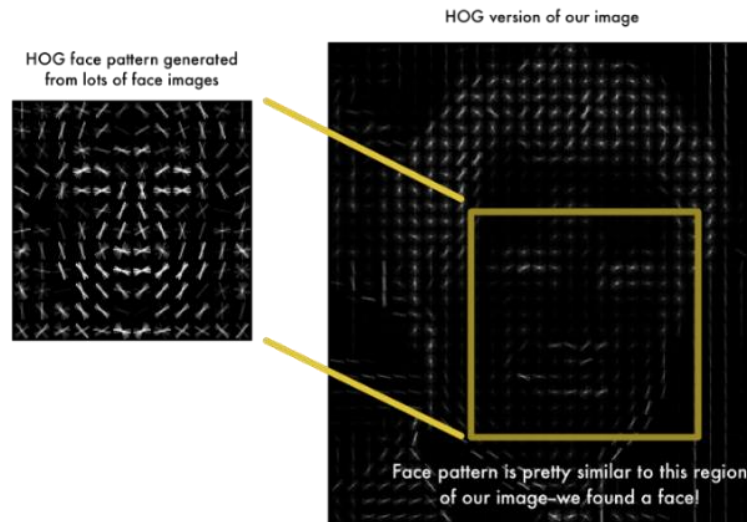 HOG version of our image
HOG face pattern generated
from lots of face images
Face pattern is pretty similar to this region
of our image–we found a face!